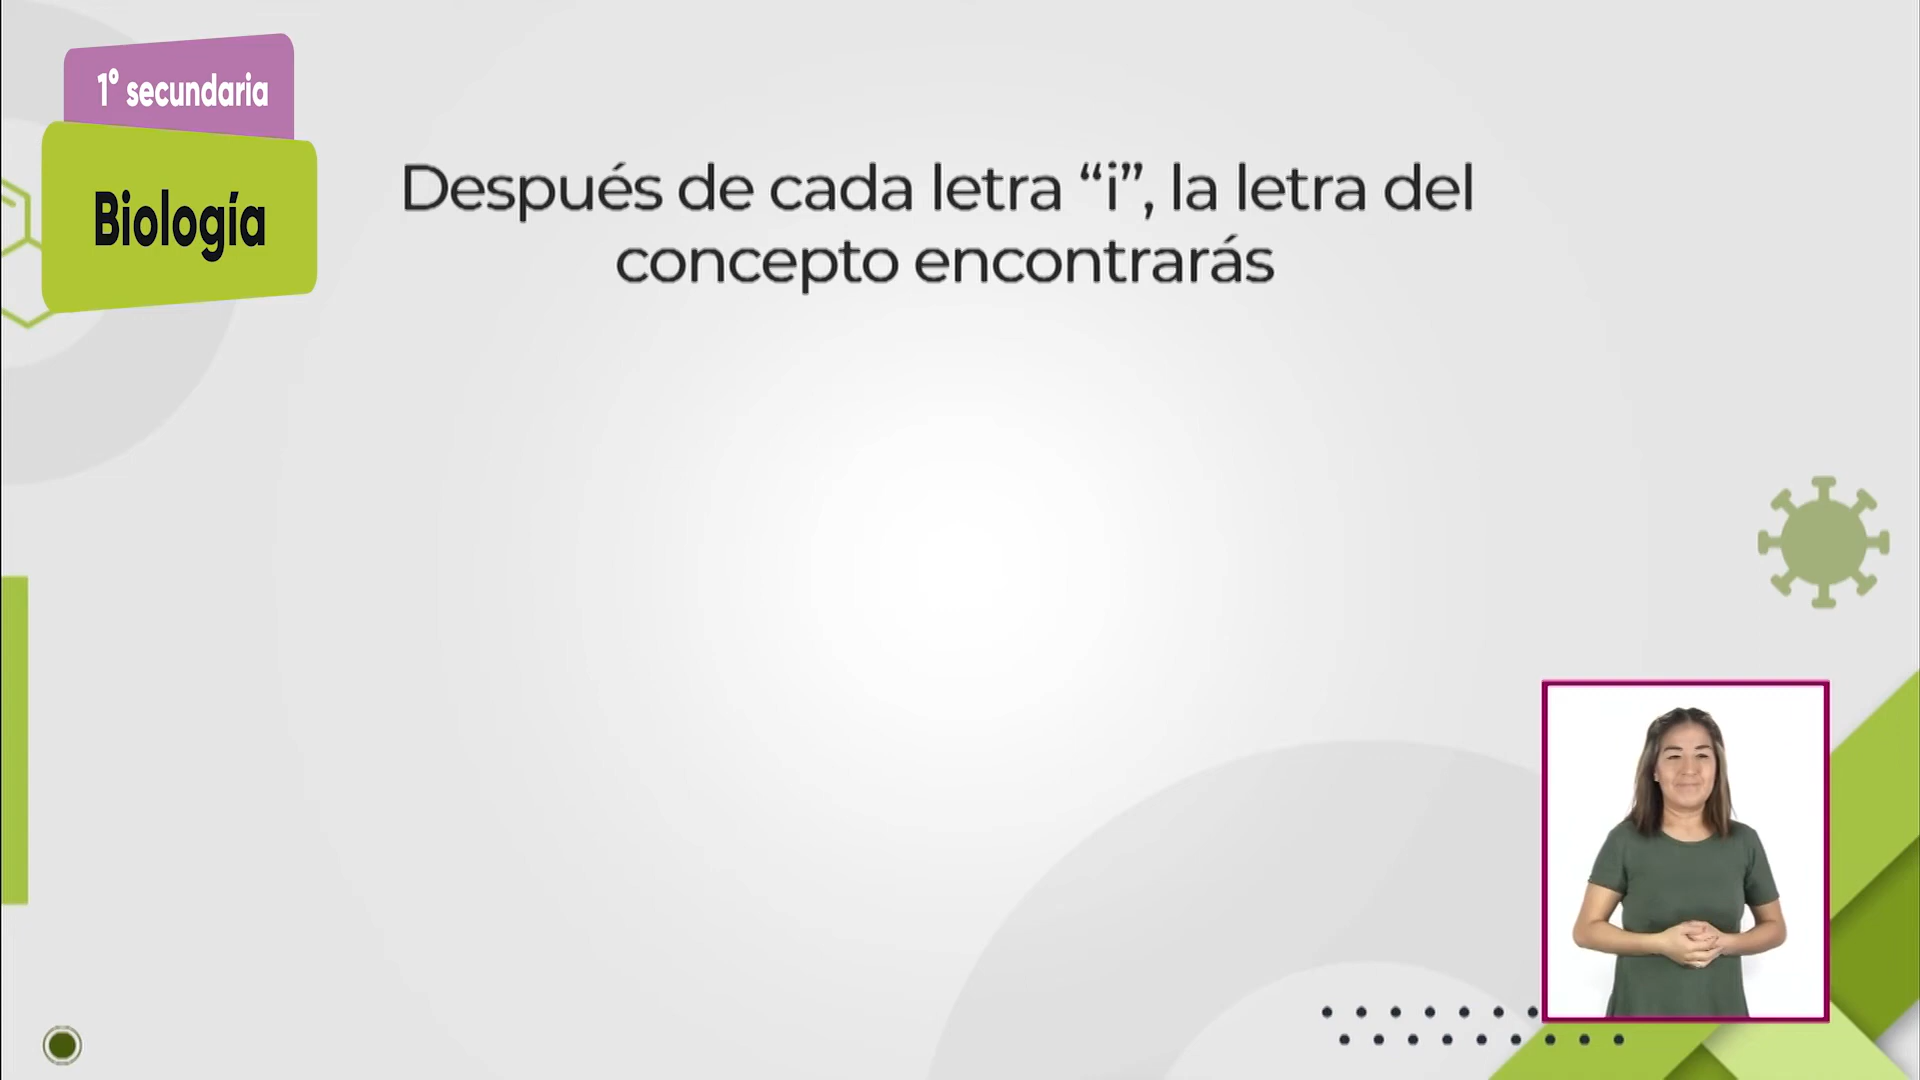 1° secundaria
Biología
Después de cada letra “i”, la letra del
concepto encontrarás